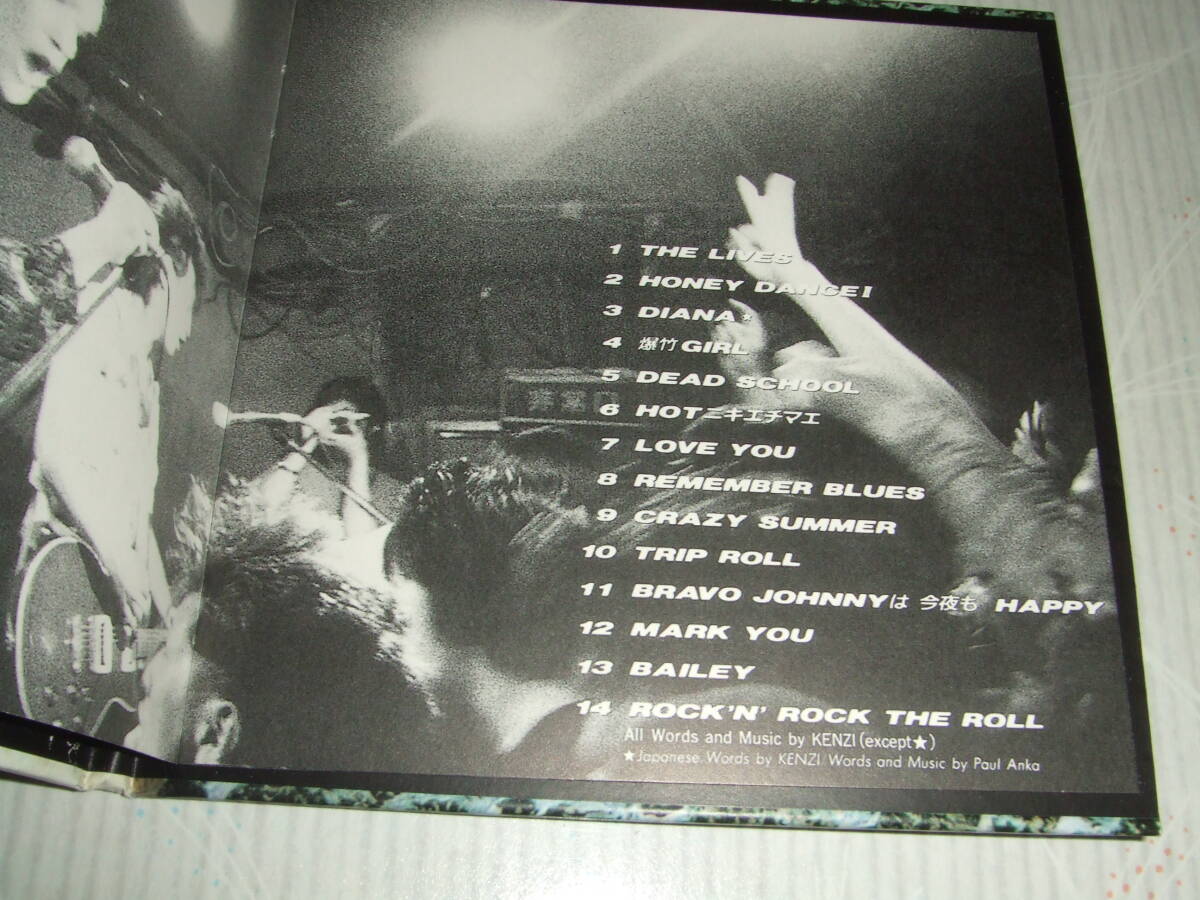 1 THE LIVES
2 HONEY DANCE I
3 DIANA★
4 爆竹GIRL
5 DEAD SCHOOL
6 HOTニキエチマエ
7 LOVE YOU
8 REMEMBER BLUES
9 CRAZY SUMMER
10 TRIP ROLL
11 BRAVO JOHNNYは 今夜も HAPPY
12 MARK YOU
13 BAILEY
14 ROCK'N' ROCK THE ROLL
All Words and Music by KENZI(except★)
★Japanese Words by KENZI Words and Music by Paul Anka